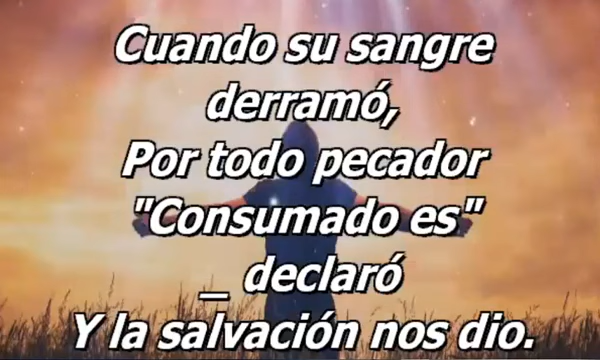 Cuando su sangre
derramó,
Por todo pecador
"Consumado es"
_ declaró
Y la salvación nos dio.